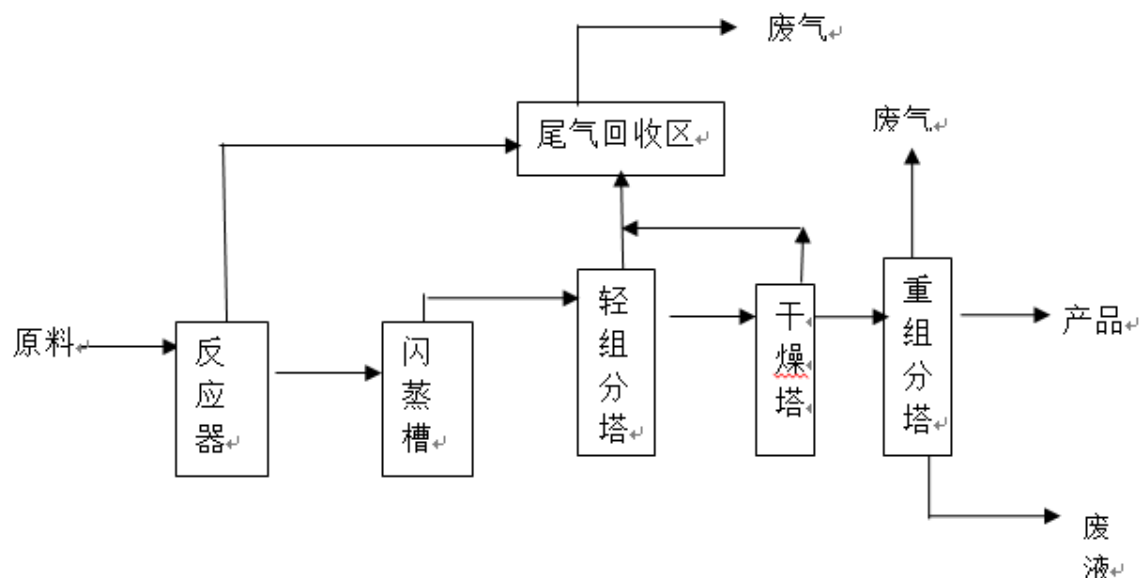 废气
尾气回收区
废气
原料
反
应
器
闪
蒸
槽
轻
组
分
塔
干
燥
塔
重
组
分
塔
产品
废
液